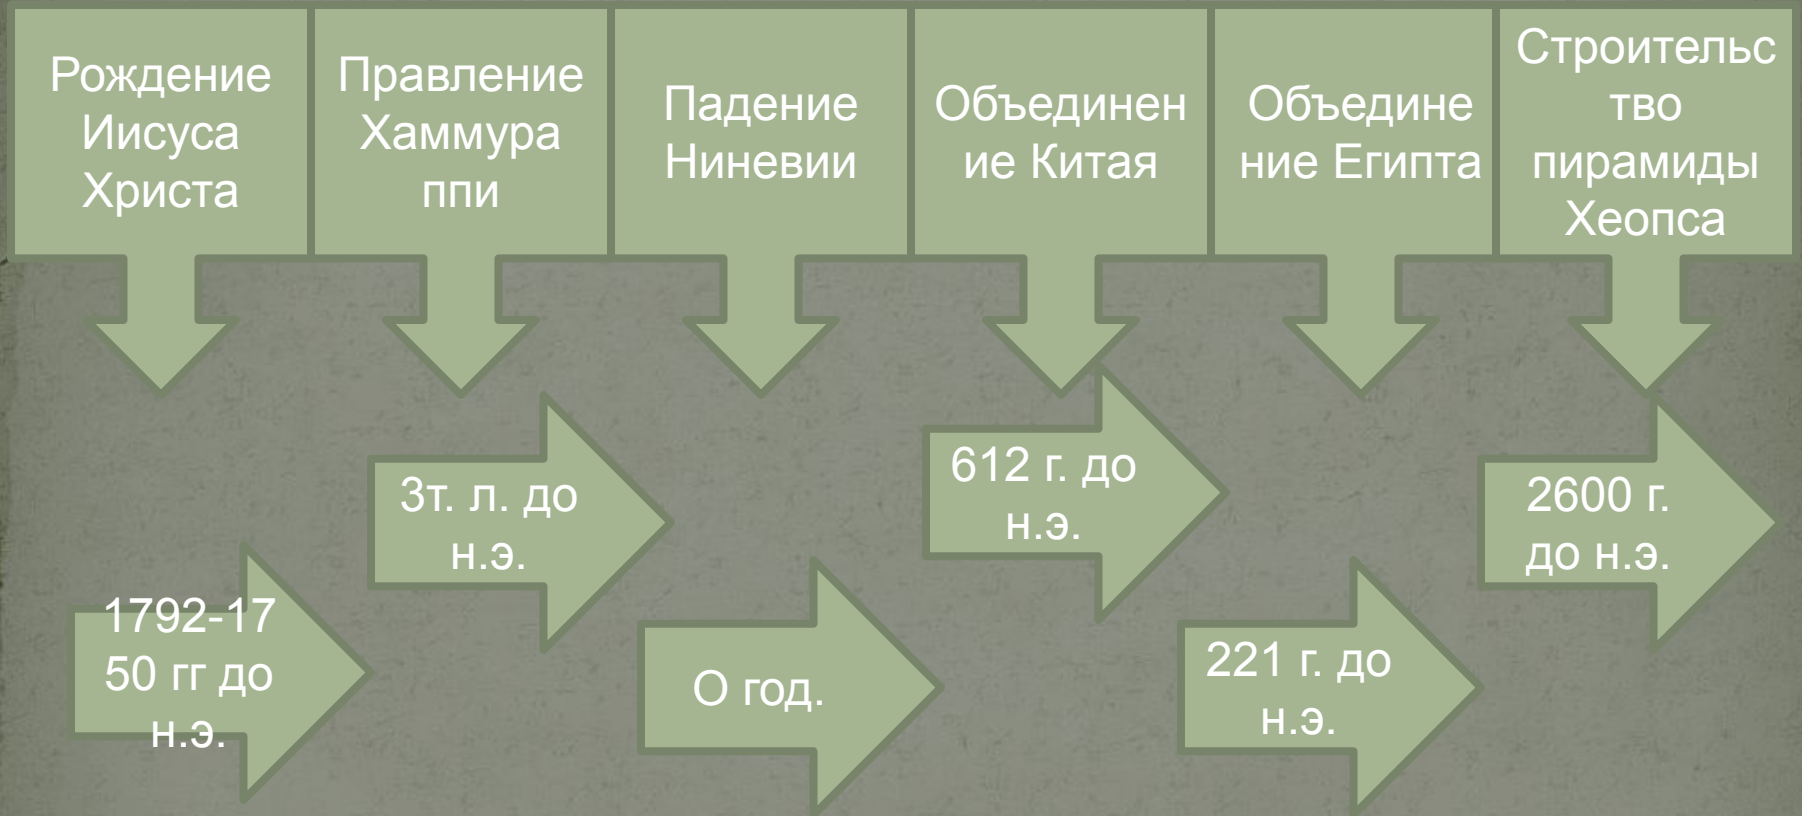 Рождение
Иисуса
Христа
Правление
Хаммура
ппи
Падение
Ниневии
Объединен
ие Китая
Объедине
ние Египта
Строительс
тво
пирамиды
Хеопса
1792-17
50 гг до
н.э.
3т. л. до
н.э.
О год.
612 г. до
н.э.
221 г. до
н.э.
2600 г.
до н.э.